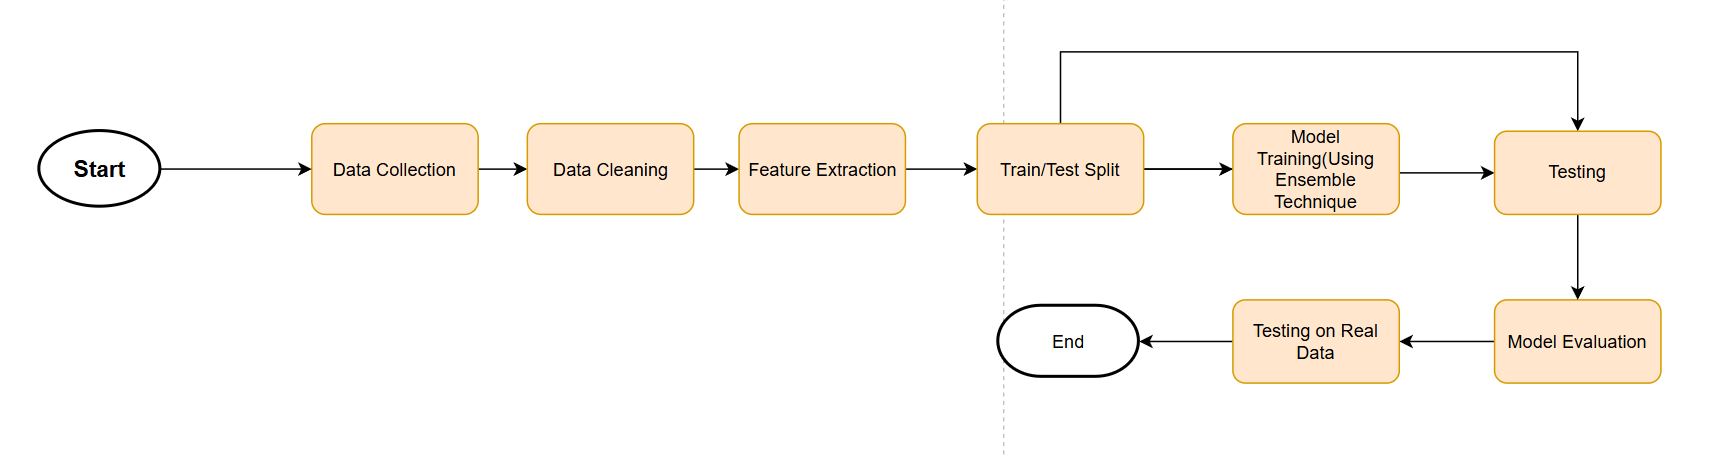 Start
Data Collection
Data Cleaning
Feature Extraction
Train/Test Split
Model
Training(Using
Ensemble
Technique
Testing
End
Testing on Real
Data
Model Evaluation